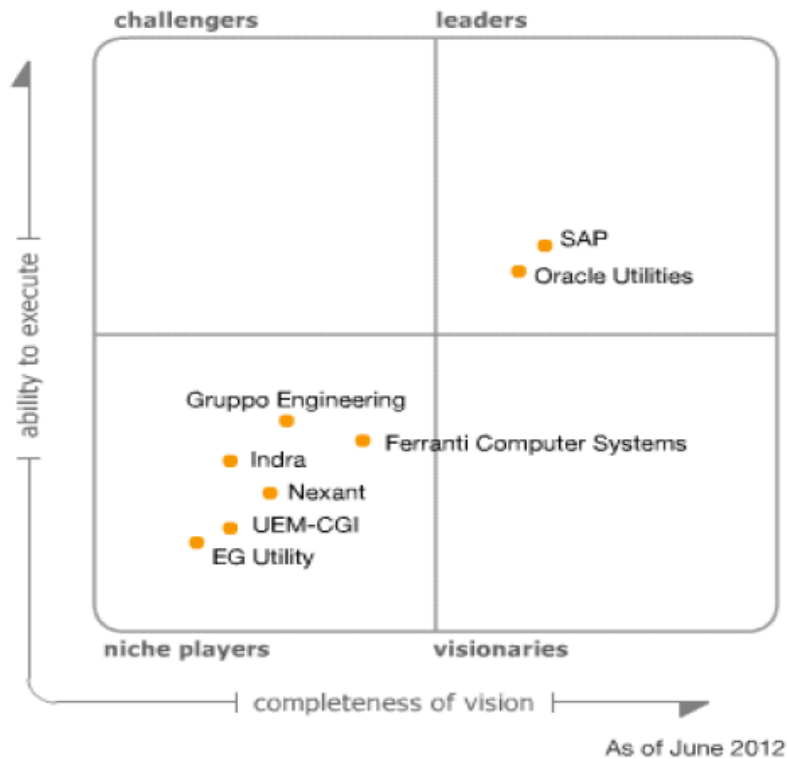 challengers
leaders
SAP
Oracle Utilities
ability to execute
Gruppo Engineering
Ferranti Computer Systems
Indra
Nexant
UEM-CGI
EG Utility
niche players
visionaries
completeness of vision
As of June 2012